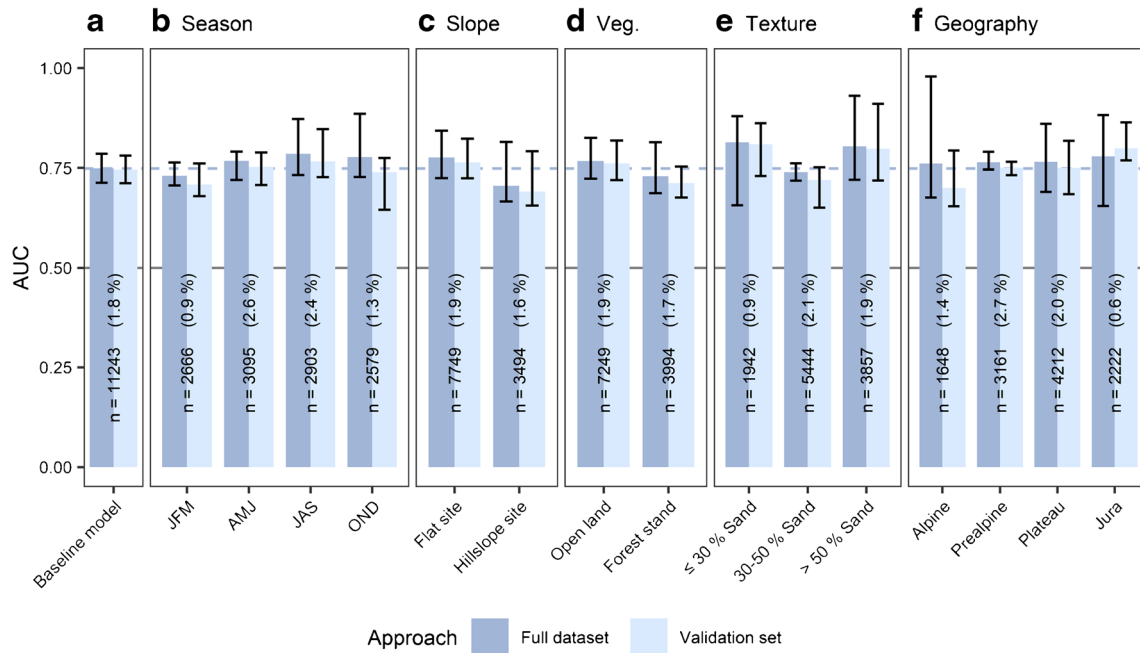 a b Season c Slope d Veg. e Texture f Geography
1.00
0.75
0.50
0.25
0.00
AUC
n = 11243 (1.8 %)
n = 2666 (0.9 %)
n = 3095 (2.6 %)
n = 2903 (2.4 %)
n = 2579 (1.3 %)
n = 7749 (1.9 %)
n = 3494 (1.6 %)
n = 7249 (1.9 %)
n = 3994 (1.7 %)
n = 1942 (0.9 %)
n = 5444 (2.1 %)
n = 3857 (1.9 %)
n = 1648 (1.4 %)
n = 3161 (2.7 %)
n = 4212 (2.0 %)
n = 2222 (0.6 %)
Baseline model
JFM
AMJ
JAS
OND
Flat site
Hillslope site
Open land
Forest stand
≤ 30 % Sand
30-50 % Sand
> 50 % Sand
Alpine
Prealpine
Plateau
Jura
Approach Full dataset Validation set